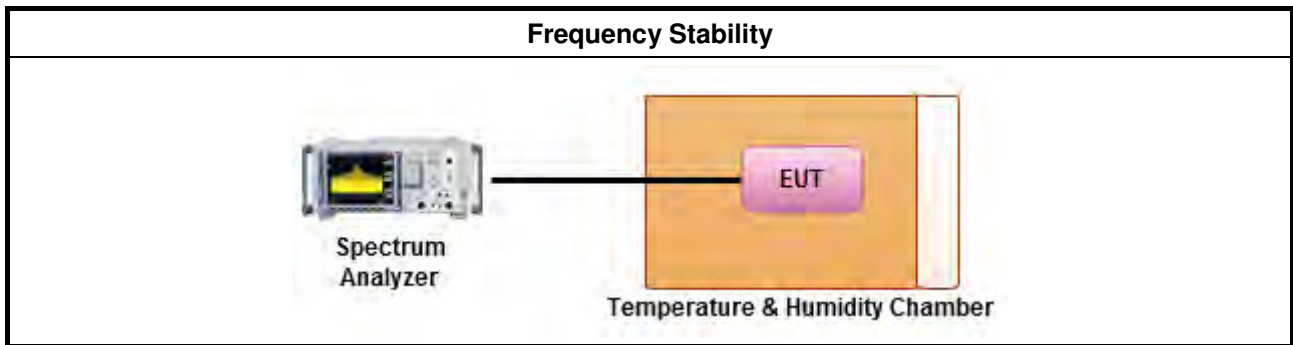 Frequency Stability
EUT
Spectrum
Analyzer
Temperature & Humidity Chamber